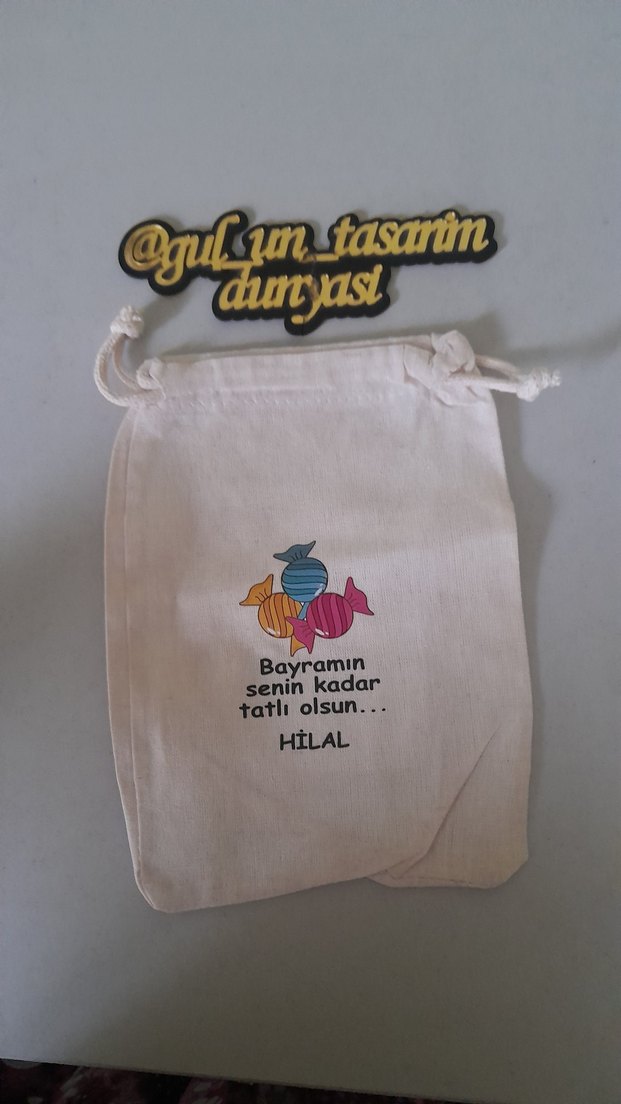 @gul_un_tasarim
dunyasi
Bayramın
senin kadar
tatlı olsun...
HİLAL